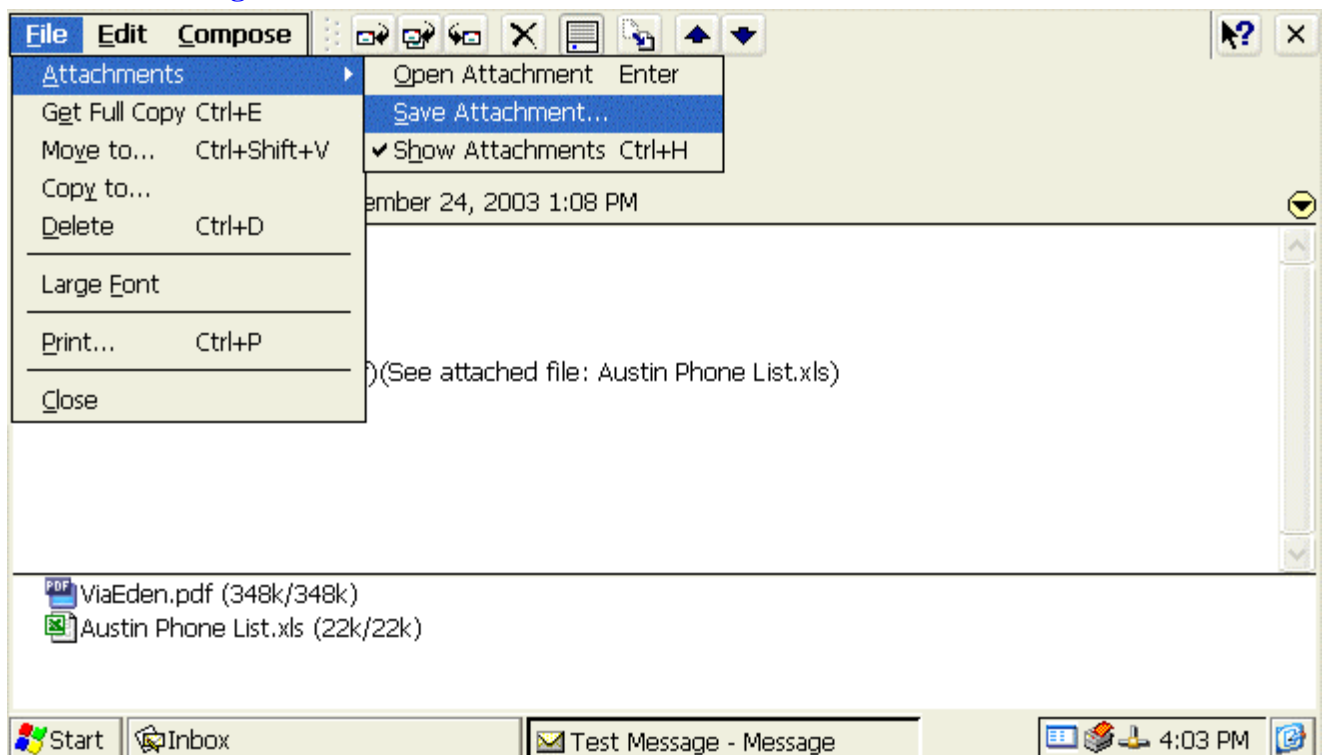 File Edit Compose
Attachments
Open Attachment Enter
Get Full Copy Ctrl+E
Save Attachment...
Move to... Ctrl+Shift+V
Show Attachments Ctrl+H
Copy to...
ember 24, 2003 1:08 PM
Delete Ctrl+D
Large Font
Print... Ctrl+P
)(See attached file: Austin Phone List.xls)
Close
PDF ViaEden.pdf (348k/348k)
Austin Phone List.xls (22k/22k)
Start Inbox Test Message - Message 4:03 PM